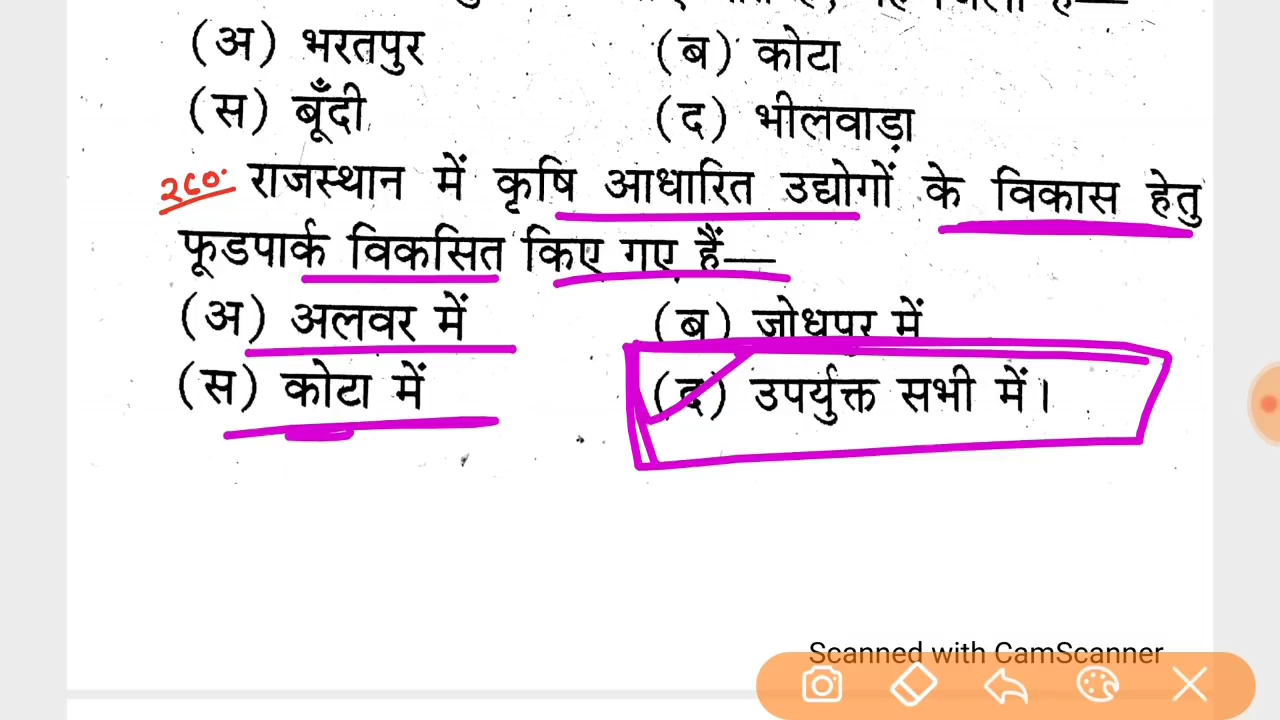 (अ) भरतपुर (ब) कोटा
(स) बूँदी (द) भीलवाड़ा
२८०. राजस्थान में कृषि आधारित उद्योगों के विकास हेतु
फूडपार्क विकसित किए गए हैं—
(अ) अलवर में (ब) जोधपुर में
(स) कोटा में (द) उपर्युक्त सभी में।
Scanned with CamScanner